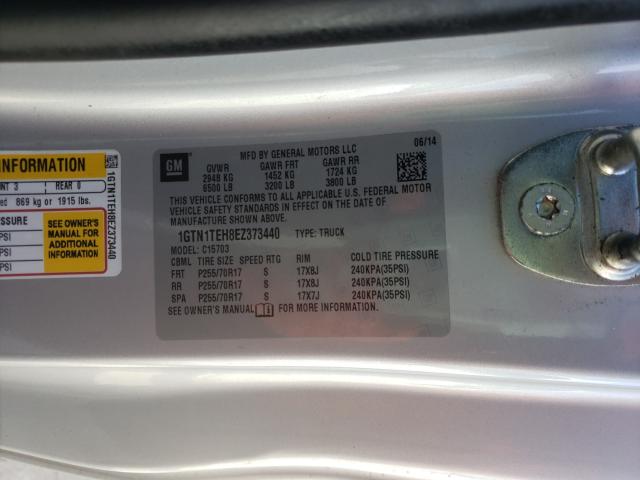 INFORMATION
NT 3 REAR 0
869 kg or 1915 lbs.
PRESSURE
PSI
PSI
PSI
SEE OWNER'S
MANUAL FOR
ADDITIONAL
INFORMATION
1GTN1TEH8EZ373440
GM
MFD BY GENERAL MOTORS LLC
06/14
GVWR GAWR FRT GAWR RR
2948 KG 1452 KG 1724 KG
6500 LB 3200 LB 3800 LB
THIS VEHICLE CONFORMS TO ALL APPLICABLE U.S. FEDERAL MOTOR
VEHICLE SAFETY STANDARDS IN EFFECT ON THE DATE OF
MANUFACTURE SHOWN ABOVE.
1GTN1TEH8EZ373440 TYPE: TRUCK
MODEL: C15703
CBML TIRE SIZE SPEED RTG RIM COLD TIRE PRESSURE
FRT P255/70R17 S 17X8J 240KPA(35PSI)
RR P255/70R17 S 17X8J 240KPA(35PSI)
SPA P255/70R17 S 17X7J 240KPA(35PSI)
SEE OWNER'S MANUAL FOR MORE INFORMATION.